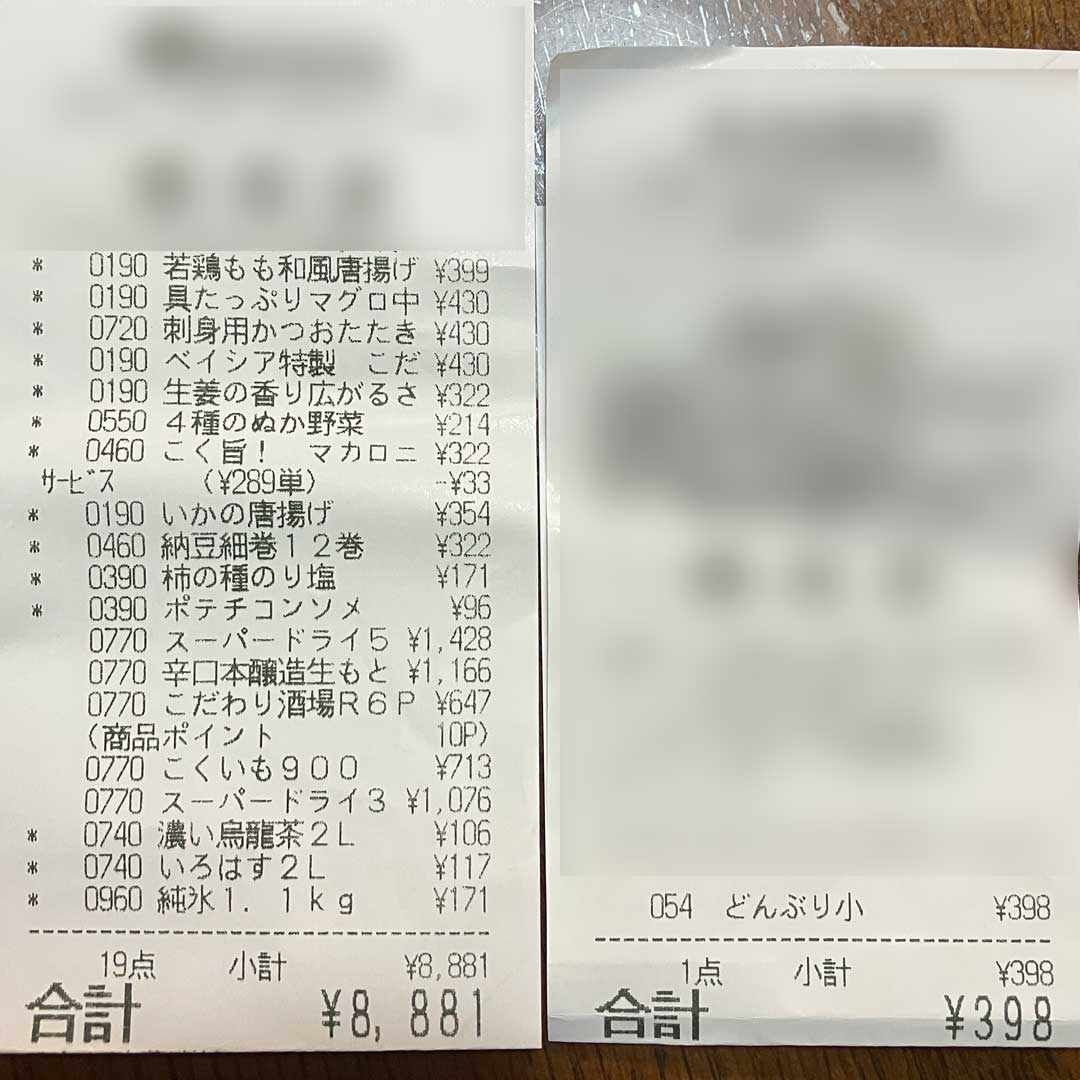 * 0190 若鶏もも和風唐揚げ ¥399
* 0190 具たっぷりマグロ中 ¥430
* 0720 刺身用かつおたたき ¥430
* 0190 ベイシア特製 こだ ¥430
* 0190 生姜の香り広がるさ ¥322
* 0550 4種のぬか野菜 ¥214
* 0460 こく旨! マカロニ ¥322
サービス (¥289単) -¥33
* 0190 いかの唐揚げ ¥354
* 0460 納豆細巻12巻 ¥322
* 0390 柿の種のり塩 ¥171
* 0390 ポテチコンソメ ¥96
0770 スーパードライ5 ¥1,428
0770 辛口本醸造生もと ¥1,166
0770 こだわり酒場R6P ¥647
(商品ポイント 10P)
0770 こくいも900 ¥713
0770 スーパードライ3 ¥1,076
* 0740 濃い烏龍茶2L ¥106
* 0740 いろはす2L ¥117
* 0960 純氷1.1kg ¥171
19点 小計 ¥8,881
合計 ¥8,881
054 どんぶり小 ¥398
1点 小計 ¥398
合計 ¥398